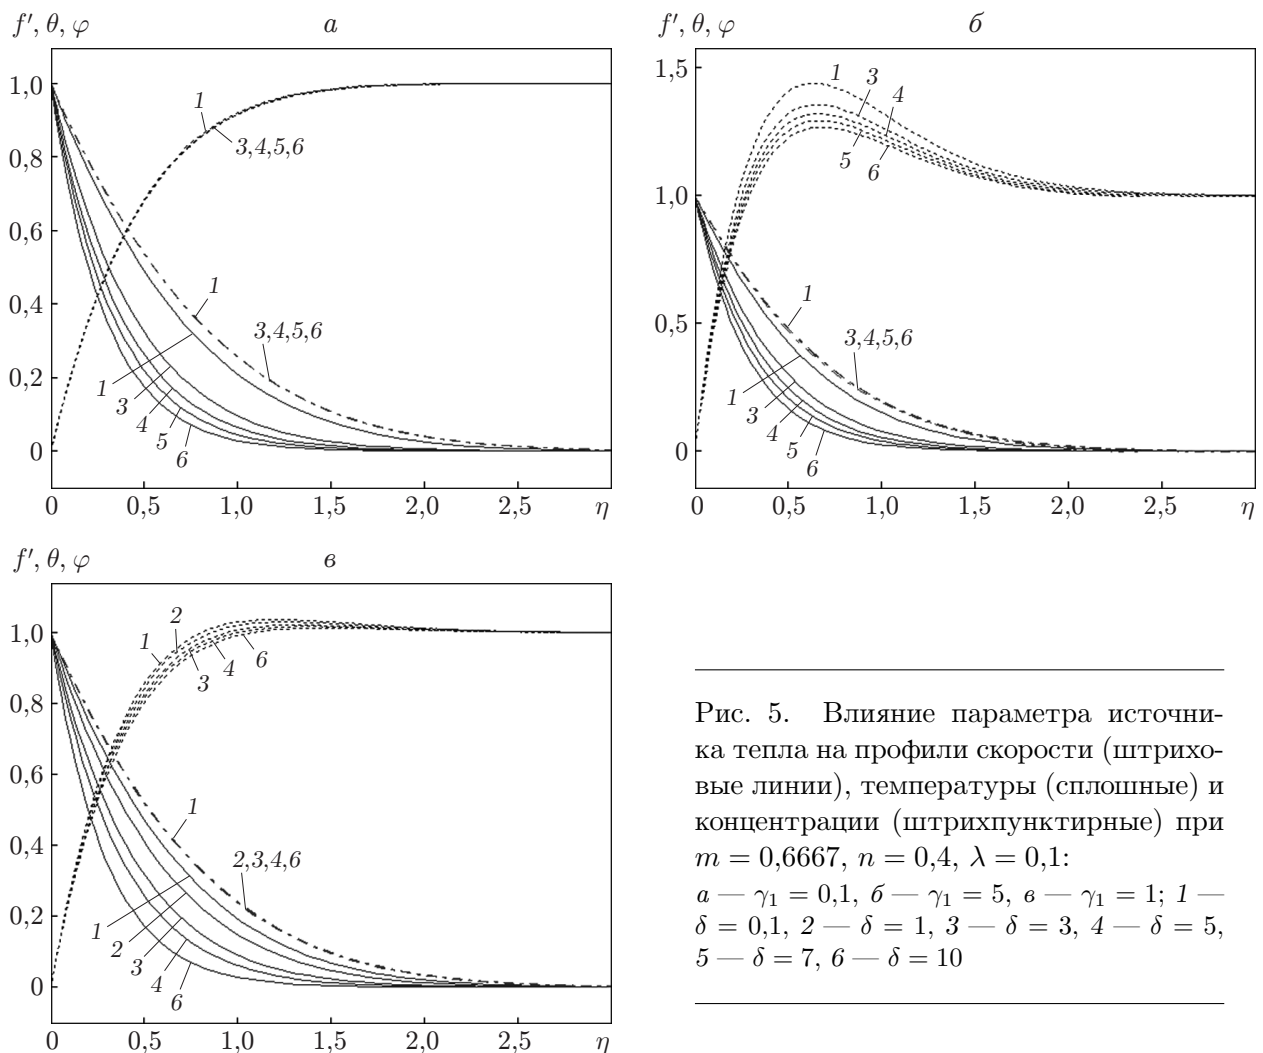 f′, θ, φ
а
1,0
0,8
0,6
0,4
0,2
0
1
3,4,5,6
1
3,4,5,6
1
3
4
5
6
0 0,5 1,0 1,5 2,0 2,5 η
f′, θ, φ
б
1,5
1,0
0,5
0
1
3
4
5
6
1
3,4,5,6
1
3
4
5
6
0 0,5 1,0 1,5 2,0 2,5 η
f′, θ, φ
в
1,0
0,8
0,6
0,4
0,2
0
1
2
3
4
6
1
2,3,4,6
1
2
3
4
6
0 0,5 1,0 1,5 2,0 2,5 η
Рис. 5. Влияние параметра источни-
ка тепла на профили скорости (штрихо-
вые линии), температуры (сплошные) и
концентрации (штрихпунктирные) при
m = 0,6667, n = 0,4, λ = 0,1:
а — γ₁ = 0,1, б — γ₁ = 5, в — γ₁ = 1; 1 —
δ = 0,1, 2 — δ = 1, 3 — δ = 3, 4 — δ = 5,
5 — δ = 7, 6 — δ = 10